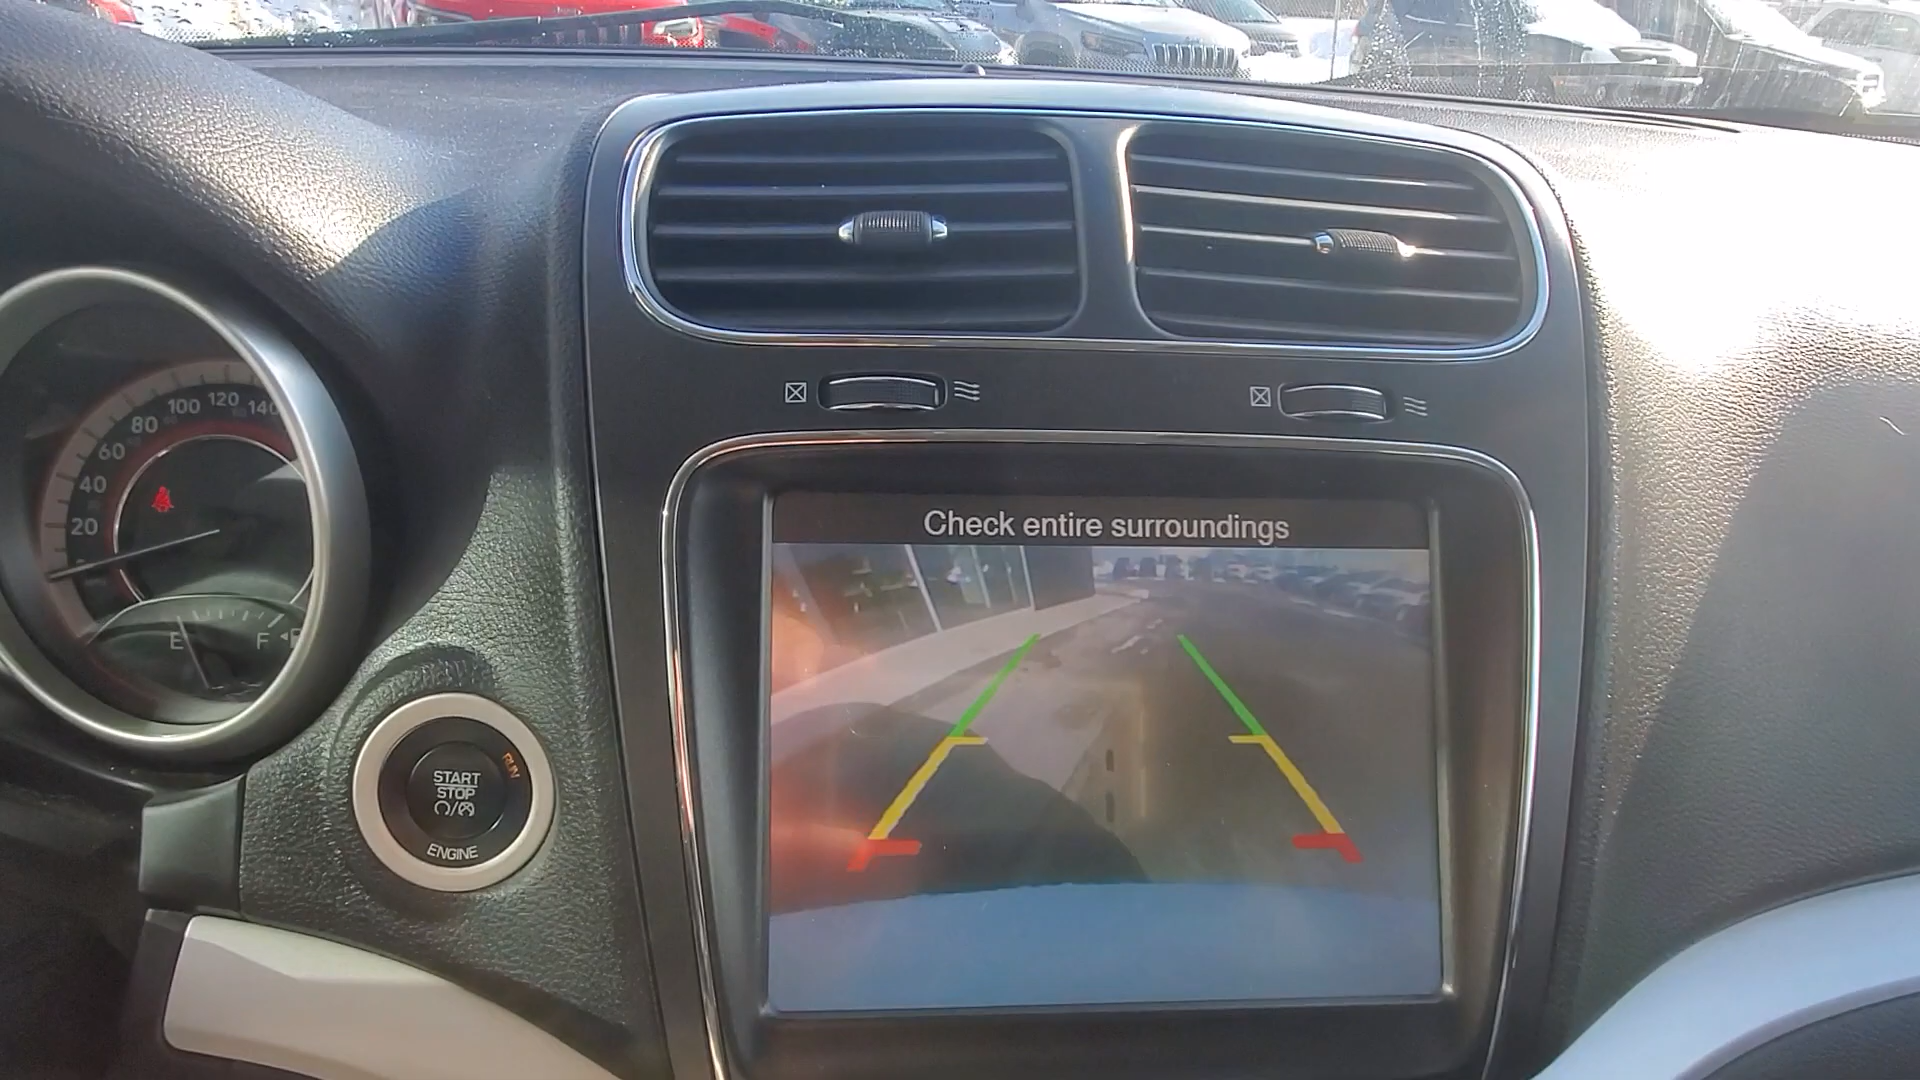 Check entire surroundings
20
40
60
80
100
120
140
E
F
RUN
START
STOP
ENGINE